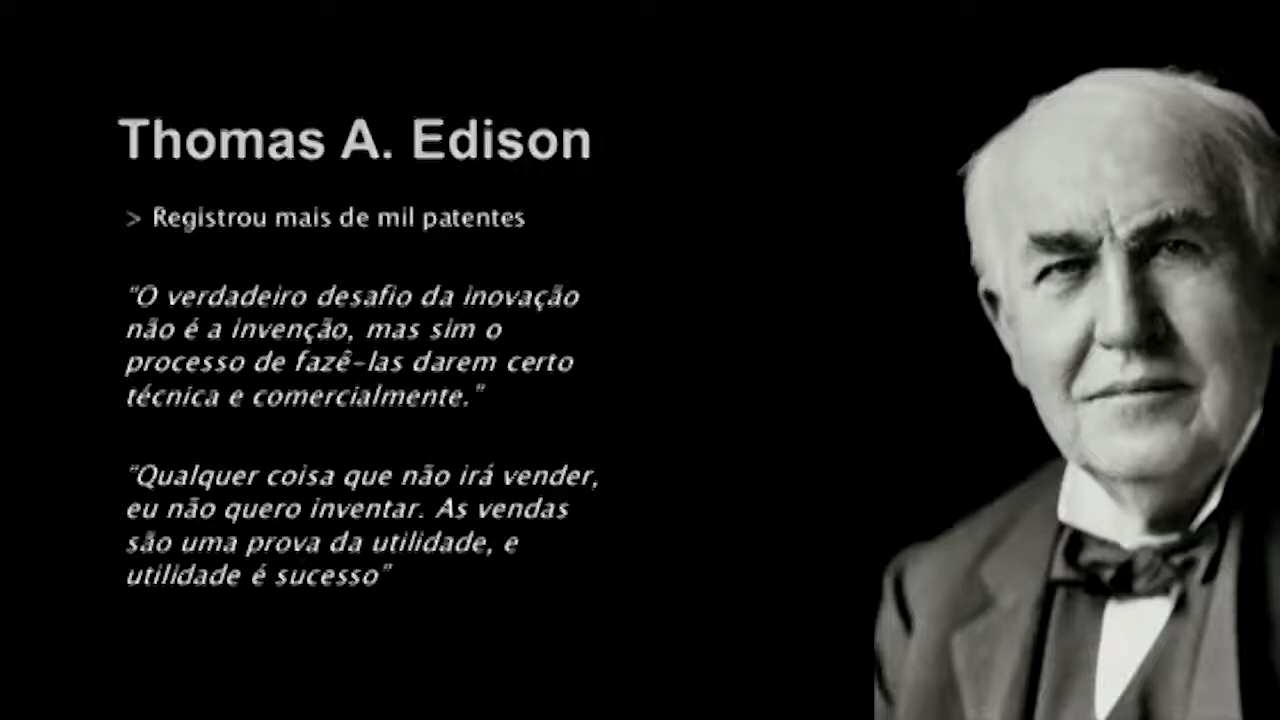 Thomas A. Edison
> Registrou mais de mil patentes
"O verdadeiro desafio da inovação
não é a invenção, mas sim o
processo de fazê-las darem certo
técnica e comercialmente."
"Qualquer coisa que não irá vender,
eu não quero inventar. As vendas
são uma prova da utilidade, e
utilidade é sucesso"